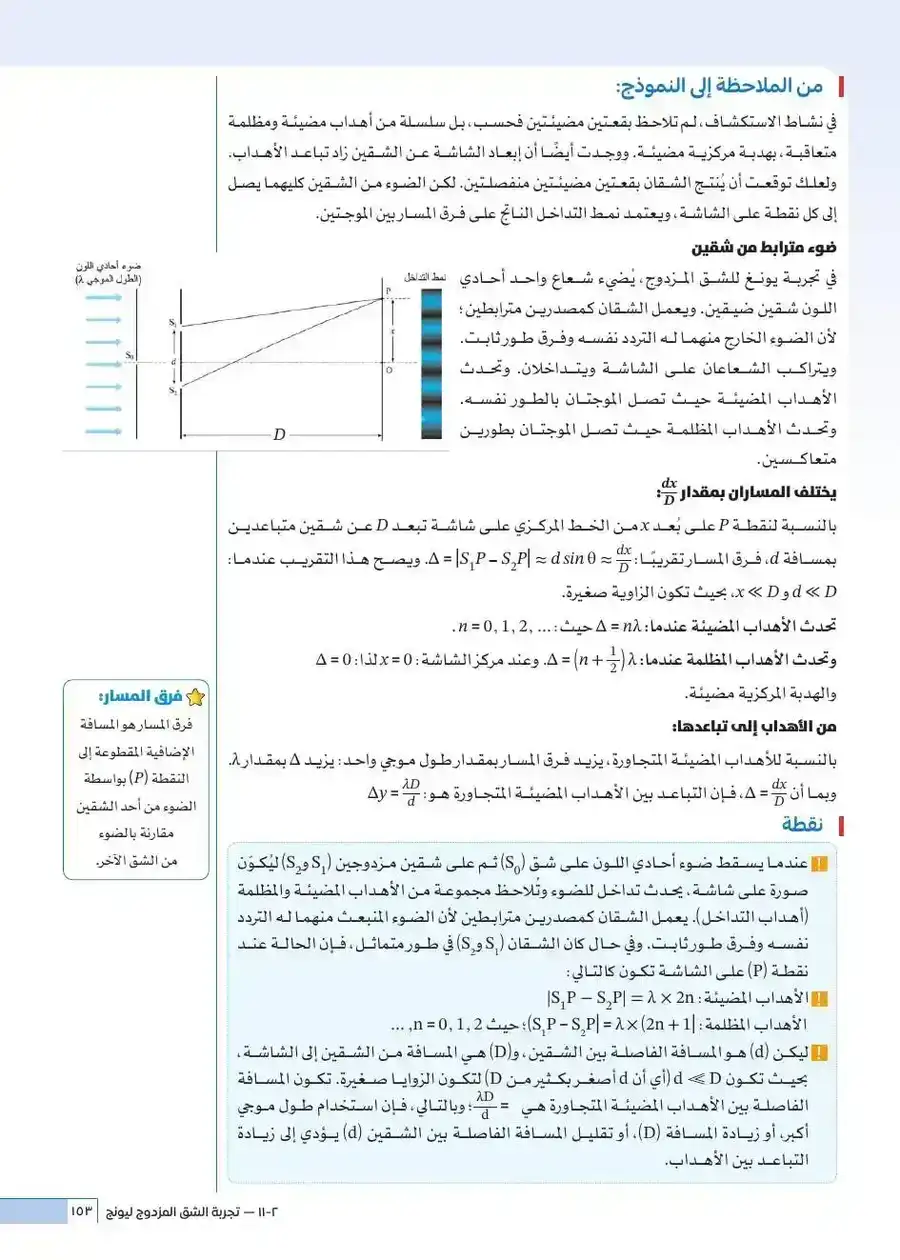 من الملاحظة إلى النموذج:
في نشاط الاستكشاف، لم تلاحظ بقعتين مضيئتين فحسب، بل سلسلة من أهداب مضيئة ومظلمة
متعاقبة، بهدبة مركزية مضيئة. ووجدت أيضًا أن إبعاد الشاشة عن الشقين زاد تباعد الأهداب.
ولعلك توقعت أن يُنتج الشقان بقعتين مضيئتين منفصلتين. لكن الضوء من الشقين كليهما يصل
إلى كل نقطة على الشاشة، ويعتمد نمط التداخل الناتج على فرق المسار بين الموجتين.
ضوء مترابط من شقين
في تجربة يونغ للشق المزدوج، يُضيء شعاع واحد أحادي
اللون شقين ضيقين. ويعمل الشقان كمصدرين مترابطين؛
لأن الضوء الخارج منهما له التردد نفسه وفرق طور ثابت.
ويتراكب الشعاعان على الشاشة ويتداخلان. وتحدث
الأهداب المضيئة حيث تصل الموجتان بالطور نفسه.
وتحدث الأهداب المظلمة حيث تصل الموجتان بطورين
متعاكسين.
ضوء أحادي اللون
(الطول الموجي λ)
نمط التداخل
P
S₁
x
S₀
d
O
S₂
D
يختلف المساران بمقدار dx/D:
بالنسبة لنقطة P على بُعد x من الخط المركزي على شاشة تبعد D عن شقين متباعدين
بمسافة d، فرق المسار تقريبًا: Δ = |S₁P − S₂P| ≈ d sin θ ≈ dx/D. ويصح هذا التقريب عندما:
d ≪ D و x ≪ D، بحيث تكون الزاوية صغيرة.
تحدث الأهداب المضيئة عندما: Δ = nλ حيث: n = 0, 1, 2, ... .
وتحدث الأهداب المظلمة عندما: Δ = (n + 1/2) λ. وعند مركز الشاشة: x = 0 لذا: Δ = 0
والهدبة المركزية مضيئة.
من الأهداب إلى تباعدها:
بالنسبة للأهداب المضيئة المتجاورة، يزيد فرق المسار بمقدار طول موجي واحد: يزيد Δ بمقدار λ.
وبما أن Δ = dx/D، فإن التباعد بين الأهداب المضيئة المتجاورة هو: Δy = λD/d
فرق المسار:
فرق المسار هو المسافة
الإضافية المقطوعة إلى
النقطة (P) بواسطة
الضوء من أحد الشقين
مقارنة بالضوء
من الشق الآخر.
نقطة
عندما يسقط ضوء أحادي اللون على شق (S₀) ثم على شقين مزدوجين (S₁ وS₂) ليُكوّن
صورة على شاشة، يحدث تداخل للضوء وتُلاحظ مجموعة من الأهداب المضيئة والمظلمة
(أهداب التداخل). يعمل الشقان كمصدرين مترابطين لأن الضوء المنبعث منهما له التردد
نفسه وفرق طور ثابت. وفي حال كان الشقان (S₁ وS₂) في طور متماثل، فإن الحالة عند
نقطة (P) على الشاشة تكون كالتالي:
الأهداب المضيئة: |S₁P − S₂P| = λ × 2n
الأهداب المظلمة: |S₁P − S₂P| = λ × (2n + 1)؛ حيث n = 0, 1, 2, ...
ليكن (d) هو المسافة الفاصلة بين الشقين، و(D) هي المسافة من الشقين إلى الشاشة،
بحيث تكون d ≪ D (أي أن d أصغر بكثير من D) لتكون الزوايا صغيرة. تكون المسافة
الفاصلة بين الأهداب المضيئة المتجاورة هي = λD/d؛ وبالتالي، فإن استخدام طول موجي
أكبر، أو زيادة المسافة (D)، أو تقليل المسافة الفاصلة بين الشقين (d) يؤدي إلى زيادة
التباعد بين الأهداب.
٢-١١ — تجربة الشق المزدوج ليونج ١٥٣